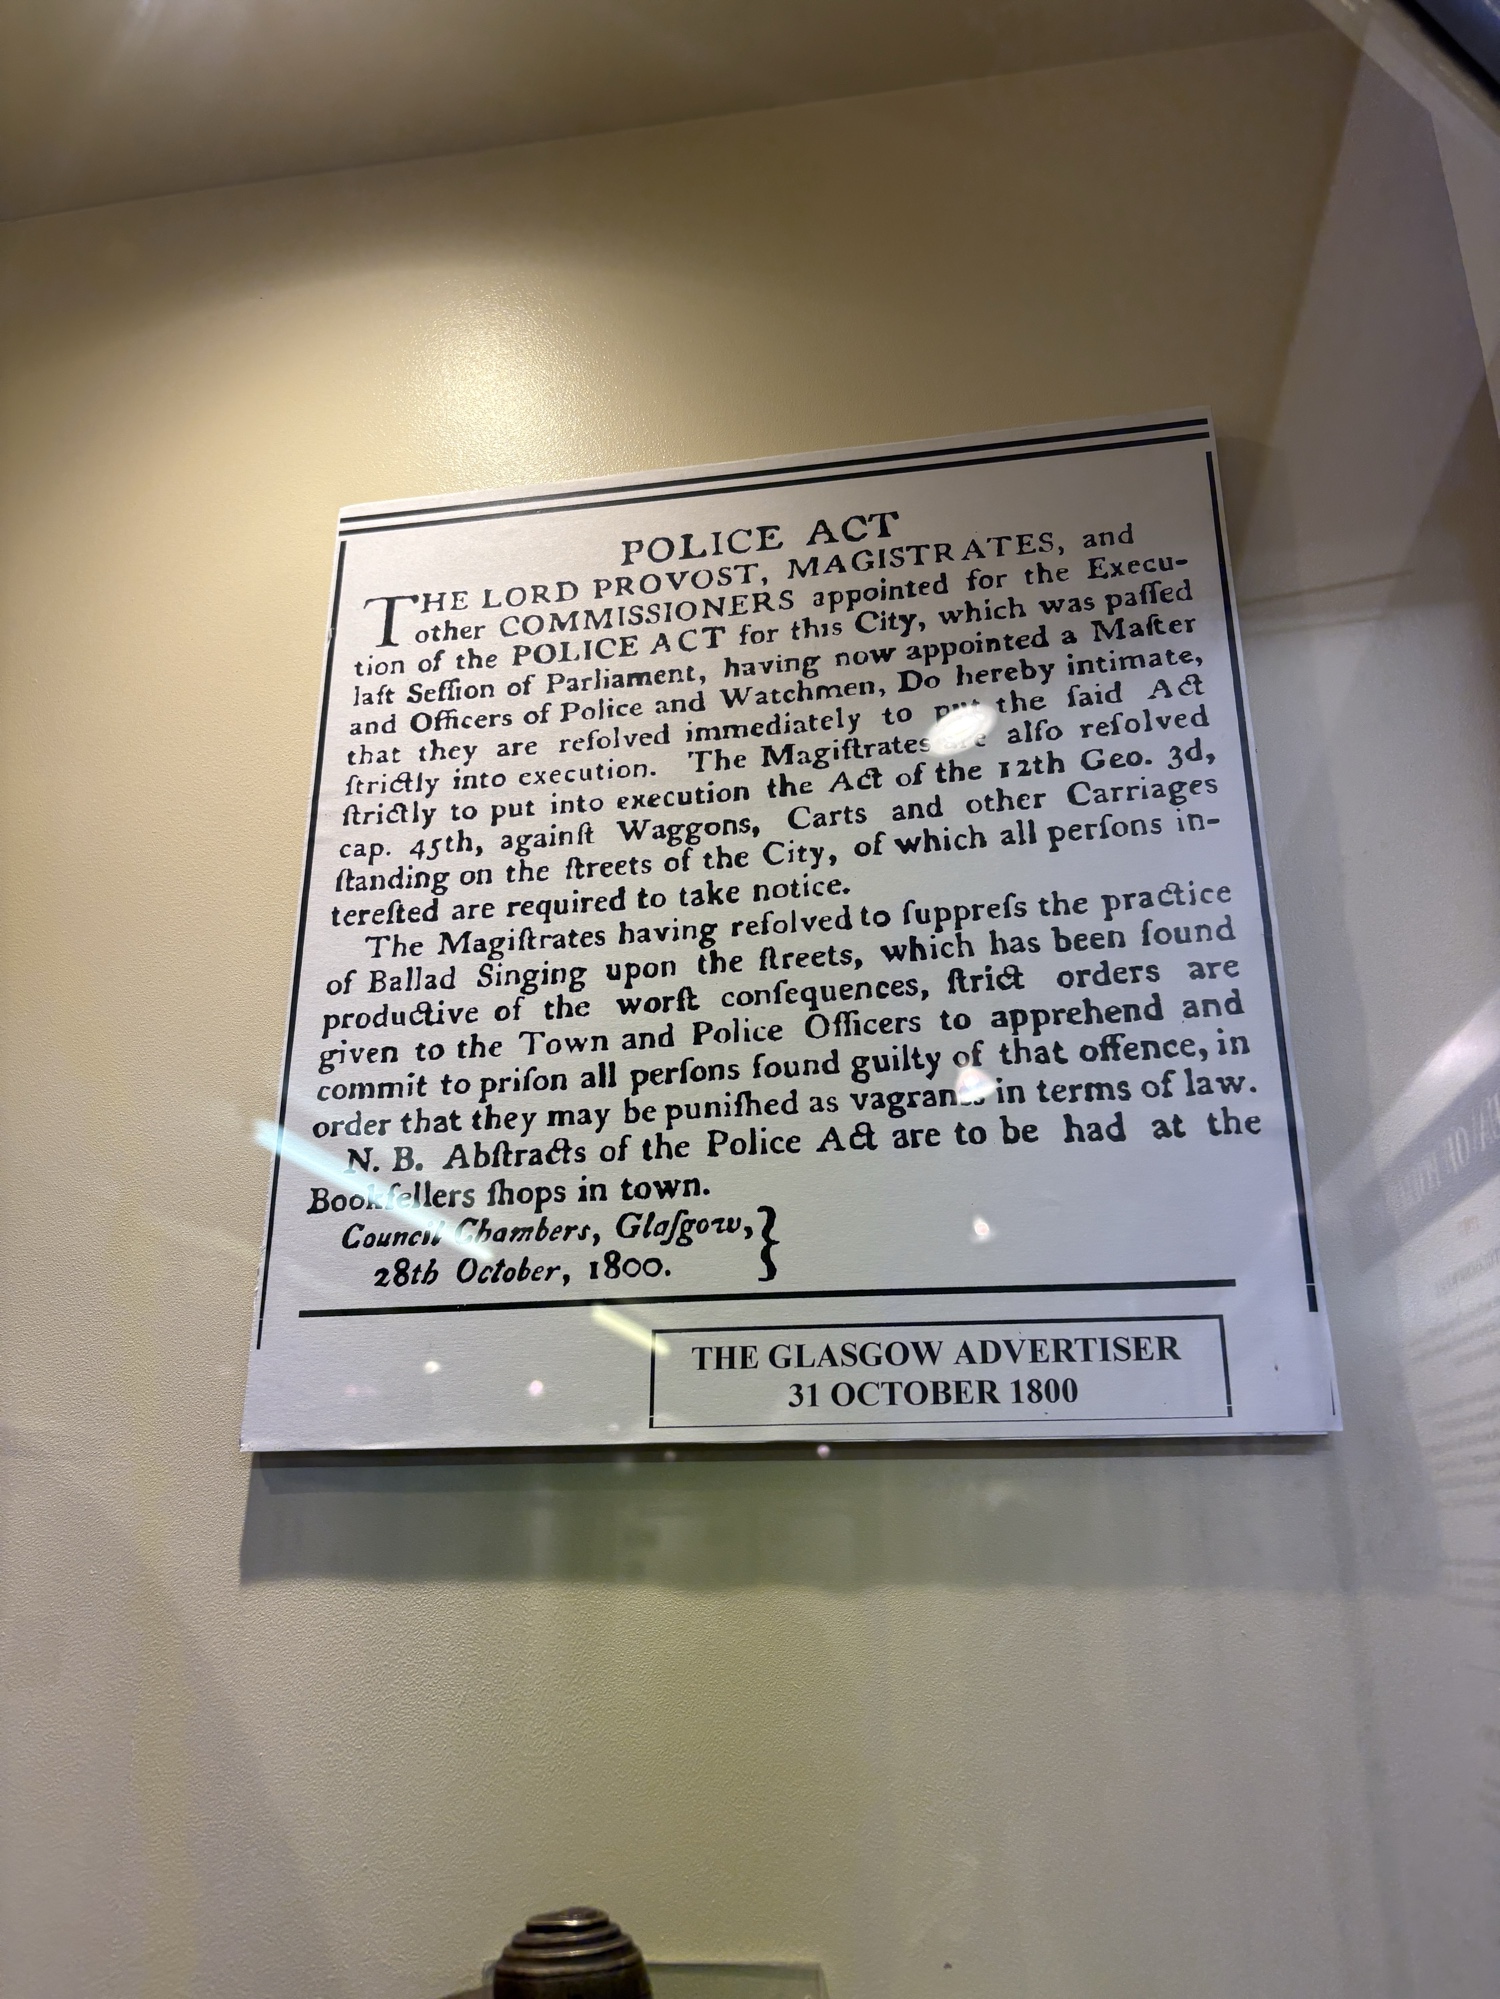 POLICE ACT
THE LORD PROVOST, MAGISTRATES, and
other COMMISSIONERS appointed for the Execu-
tion of the POLICE ACT for this City, which was paſſed
laſt Seſſion of Parliament, having now appointed a Maſter
and Officers of Police and Watchmen, Do hereby intimate,
that they are reſolved immediately to put the ſaid Act
ſtrictly into execution. The Magiſtrates are alſo reſolved
ſtrictly to put into execution the Act of the 12th Geo. 3d,
cap. 45th, againſt Waggons, Carts and other Carriages
ſtanding on the ſtreets of the City, of which all perſons in-
tereſted are required to take notice.
The Magiſtrates having reſolved to ſuppreſs the practice
of Ballad Singing upon the ſtreets, which has been found
productive of the worſt conſequences, ſtrict orders are
given to the Town and Police Officers to apprehend and
commit to priſon all perſons found guilty of that offence, in
order that they may be puniſhed as vagrants in terms of law.
N. B. Abſtracts of the Police Act are to be had at the
Bookſellers ſhops in town.
Council Chambers, Glaſgow, }
28th October, 1800.
THE GLASGOW ADVERTISER
31 OCTOBER 1800